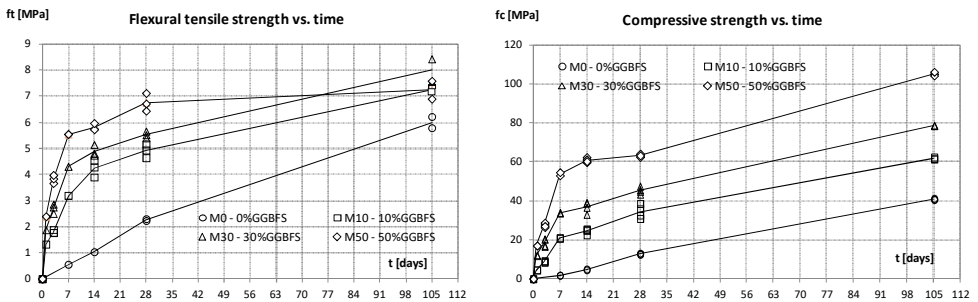 ft [MPa]
Flexural tensile strength vs. time
9
8
7
6
5
4
3
2
1
0
M0 - 0%GGBFS
M10 - 10%GGBFS
M30 - 30%GGBFS
M50 - 50%GGBFS
t [days]
0 7 14 21 28 35 42 49 56 63 70 77 84 91 98 105 112
fc [MPa]
Compressive strength vs. time
120
100
80
60
40
20
0
M0 - 0%GGBFS
M10 - 10%GGBFS
M30 - 30%GGBFS
M50 - 50%GGBFS
t [days]
0 7 14 21 28 35 42 49 56 63 70 77 84 91 98 105 112